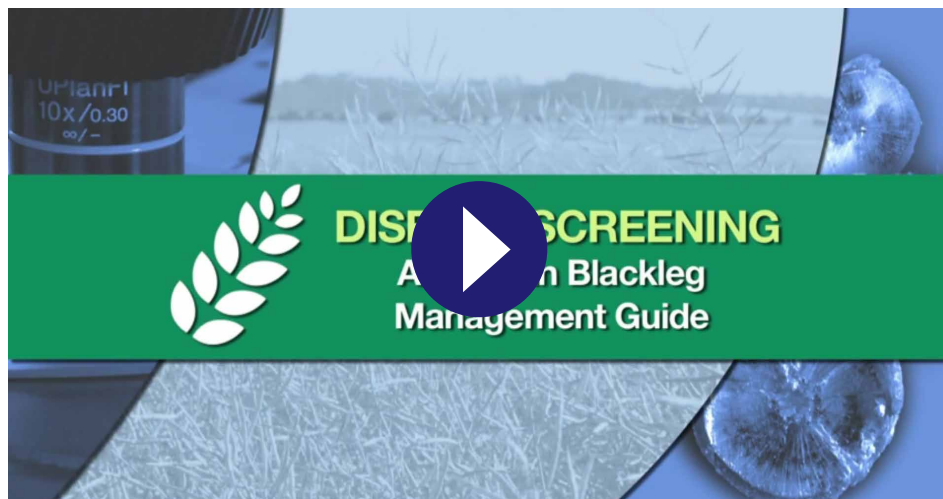 UPlanFl
10x/0.30
∞/-
SCREENING
Blackleg
Management Guide